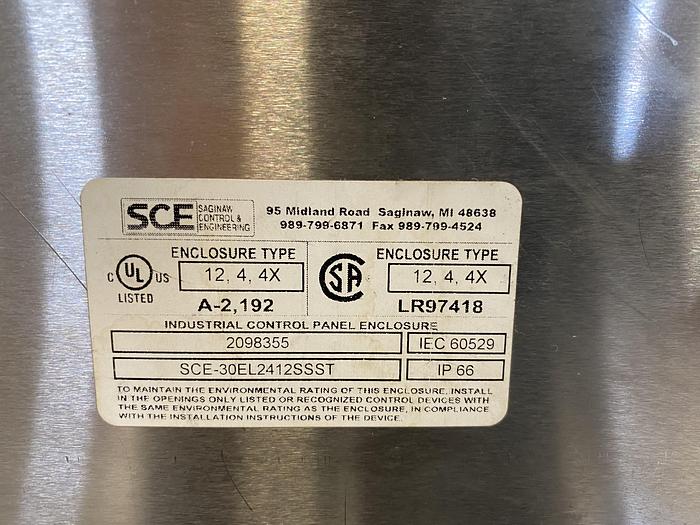 SCE SAGINAW CONTROL & ENGINEERING
95 Midland Road Saginaw, MI 48638
989-799-6871 Fax 989-799-4524
C UL US LISTED
ENCLOSURE TYPE
12, 4, 4X
A-2,192
CSA
ENCLOSURE TYPE
12, 4, 4X
LR97418
INDUSTRIAL CONTROL PANEL ENCLOSURE
2098355 IEC 60529
SCE-30EL2412SSST IP 66
TO MAINTAIN THE ENVIRONMENTAL RATING OF THIS ENCLOSURE, INSTALL
IN THE OPENINGS ONLY LISTED OR RECOGNIZED CONTROL DEVICES WITH
THE SAME ENVIRONMENTAL RATING AS THE ENCLOSURE, IN COMPLIANCE
WITH THE INSTALLATION INSTRUCTIONS OF THE DEVICE.